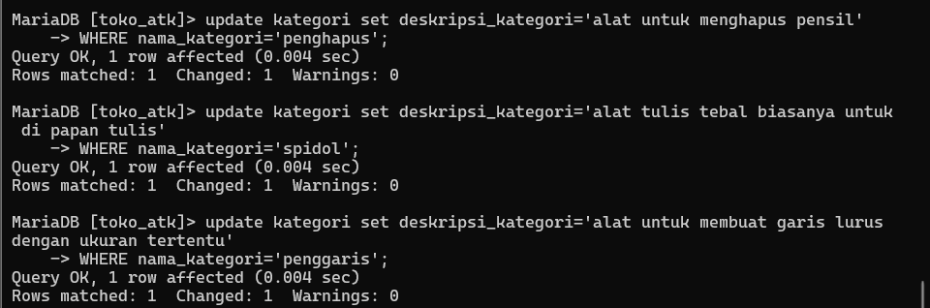 MariaDB [toko_atk]> update kategori set deskripsi_kategori='alat untuk menghapus pensil'
    -> WHERE nama_kategori='penghapus';
Query OK, 1 row affected (0.004 sec)
Rows matched: 1  Changed: 1  Warnings: 0

MariaDB [toko_atk]> update kategori set deskripsi_kategori='alat tulis tebal biasanya untuk
 di papan tulis'
    -> WHERE nama_kategori='spidol';
Query OK, 1 row affected (0.004 sec)
Rows matched: 1  Changed: 1  Warnings: 0

MariaDB [toko_atk]> update kategori set deskripsi_kategori='alat untuk membuat garis lurus
dengan ukuran tertentu'
    -> WHERE nama_kategori='penggaris';
Query OK, 1 row affected (0.004 sec)
Rows matched: 1  Changed: 1  Warnings: 0